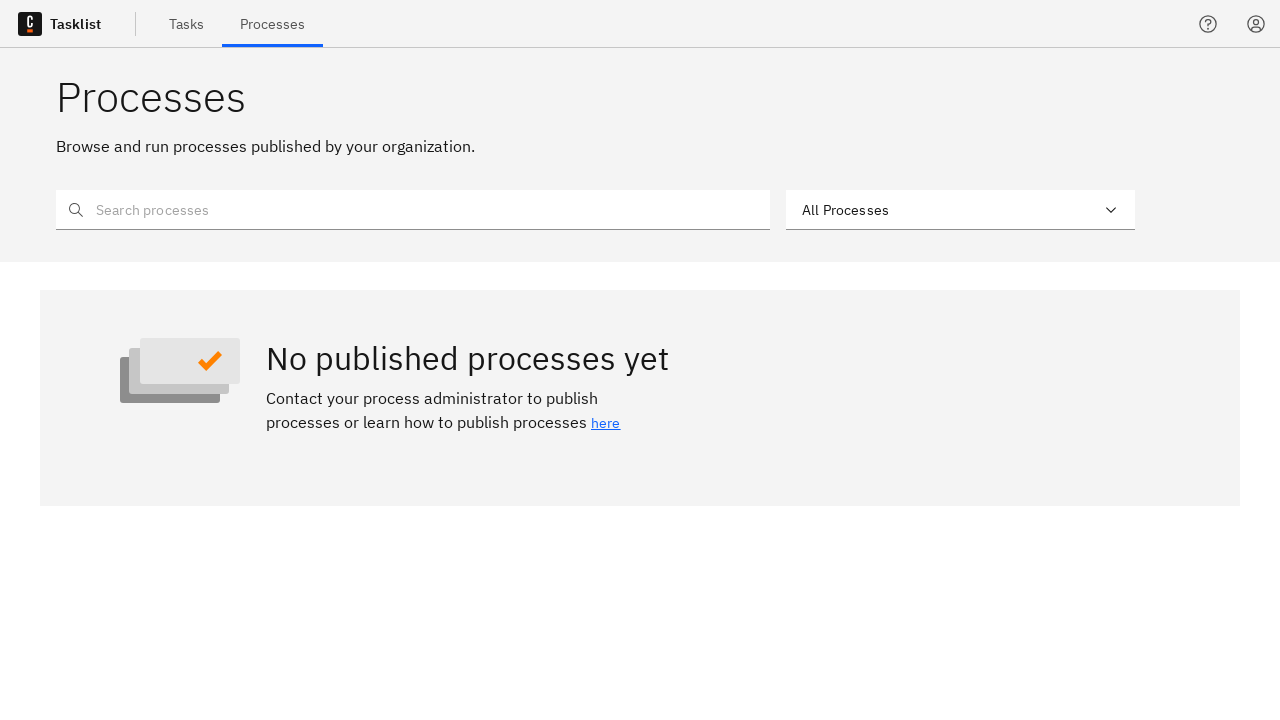 Tasklist
Tasks
Processes
Processes
Browse and run processes published by your organization.
Search processes
All Processes
No published processes yet
Contact your process administrator to publish
processes or learn how to publish processes here